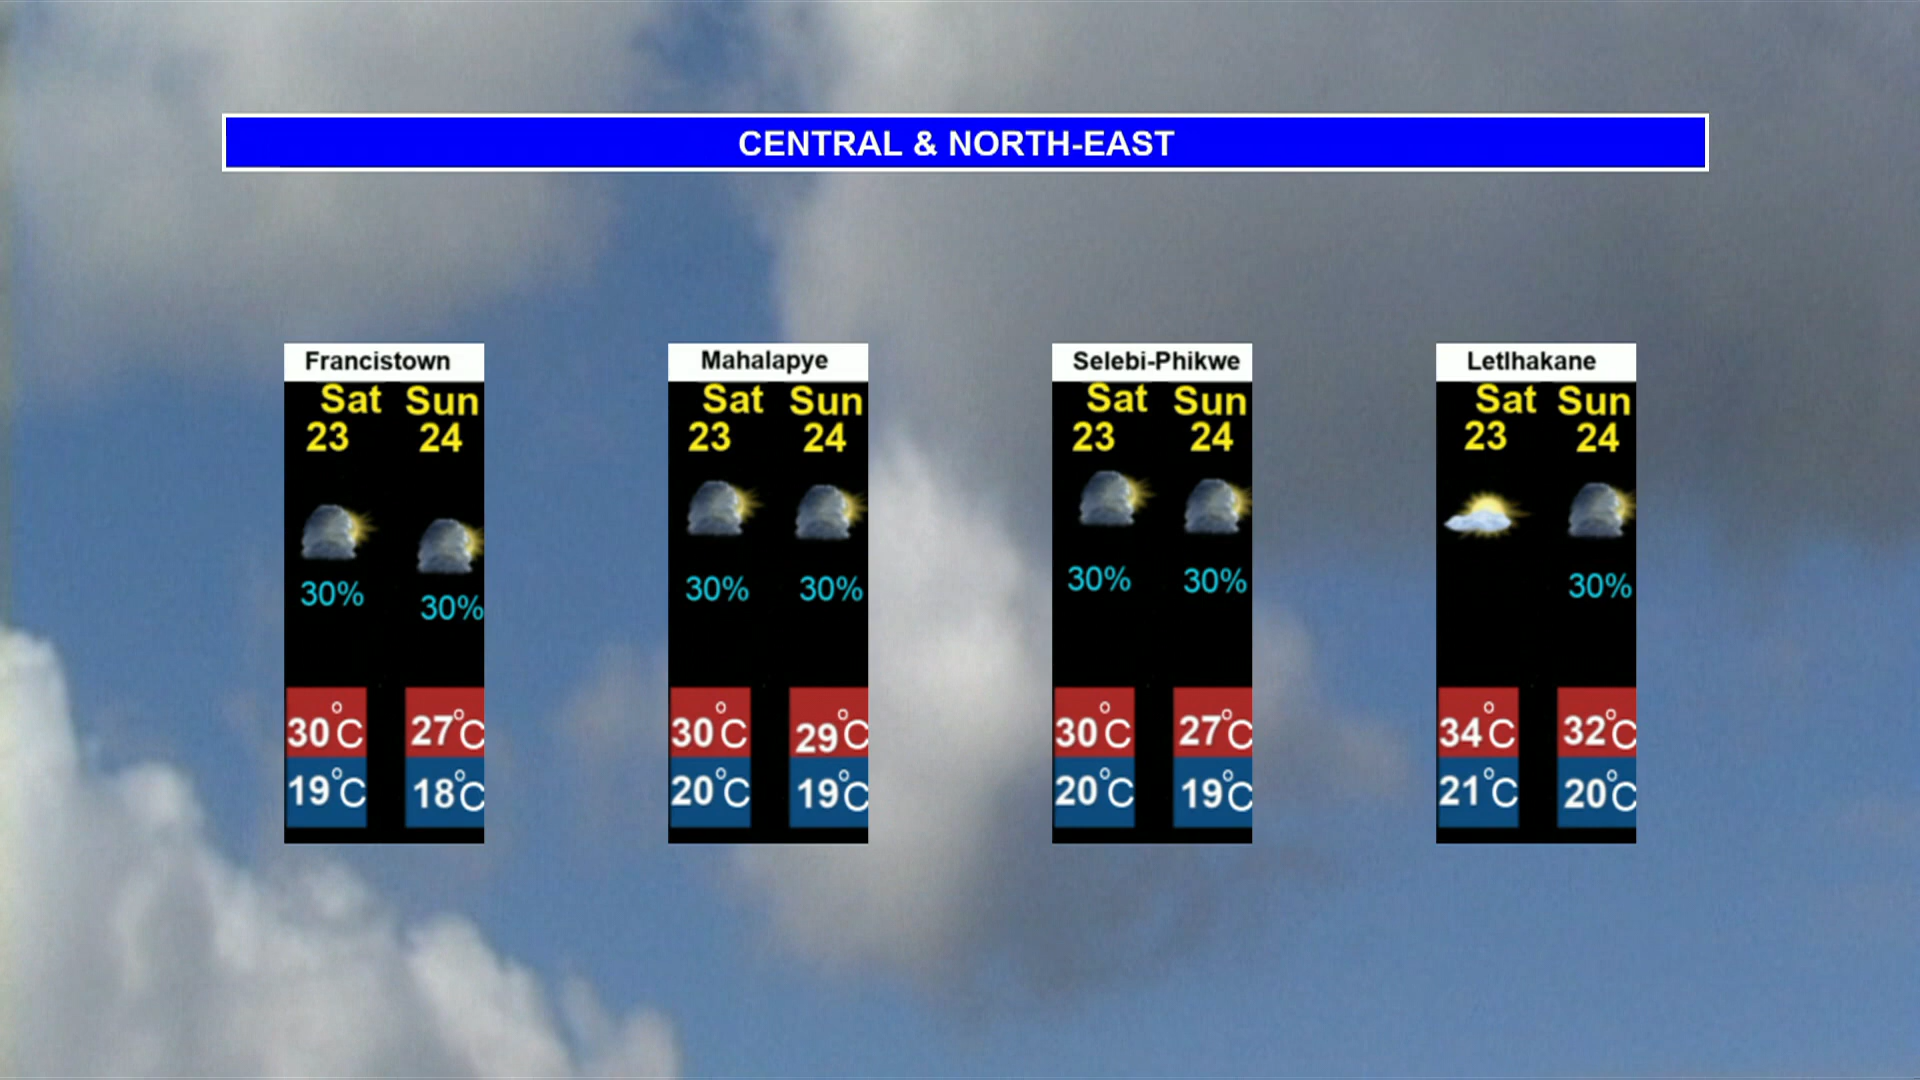 CENTRAL & NORTH-EAST
Francistown
Sat Sun
23 24
30% 30%
30°C 27°C
19°C 18°C
Mahalapye
Sat Sun
23 24
30% 30%
30°C 29°C
20°C 19°C
Selebi-Phikwe
Sat Sun
23 24
30% 30%
30°C 27°C
20°C 19°C
Letlhakane
Sat Sun
23 24
30%
34°C 32°C
21°C 20°C